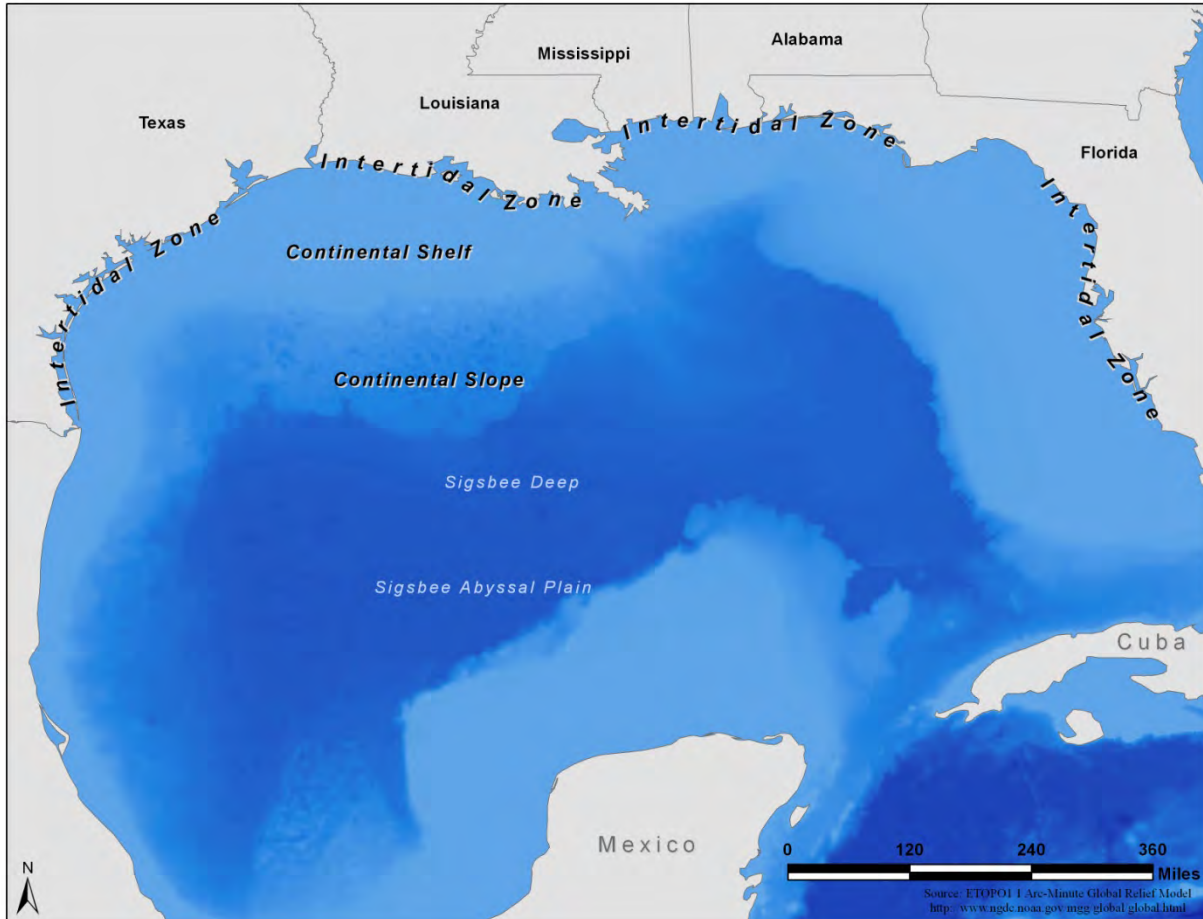 Mississippi
Alabama
Louisiana
Texas
Florida
Intertidal Zone
Intertidal Zone
Intertidal Zone
Intertidal Zone
Continental Shelf
Continental Slope
Sigsbee Deep
Sigsbee Abyssal Plain
Cuba
Mexico
N
0 120 240 360
Miles
Source: ETOPO1 1 Arc-Minute Global Relief Model
http: www.ngdc.noaa.gov mgg global global.html